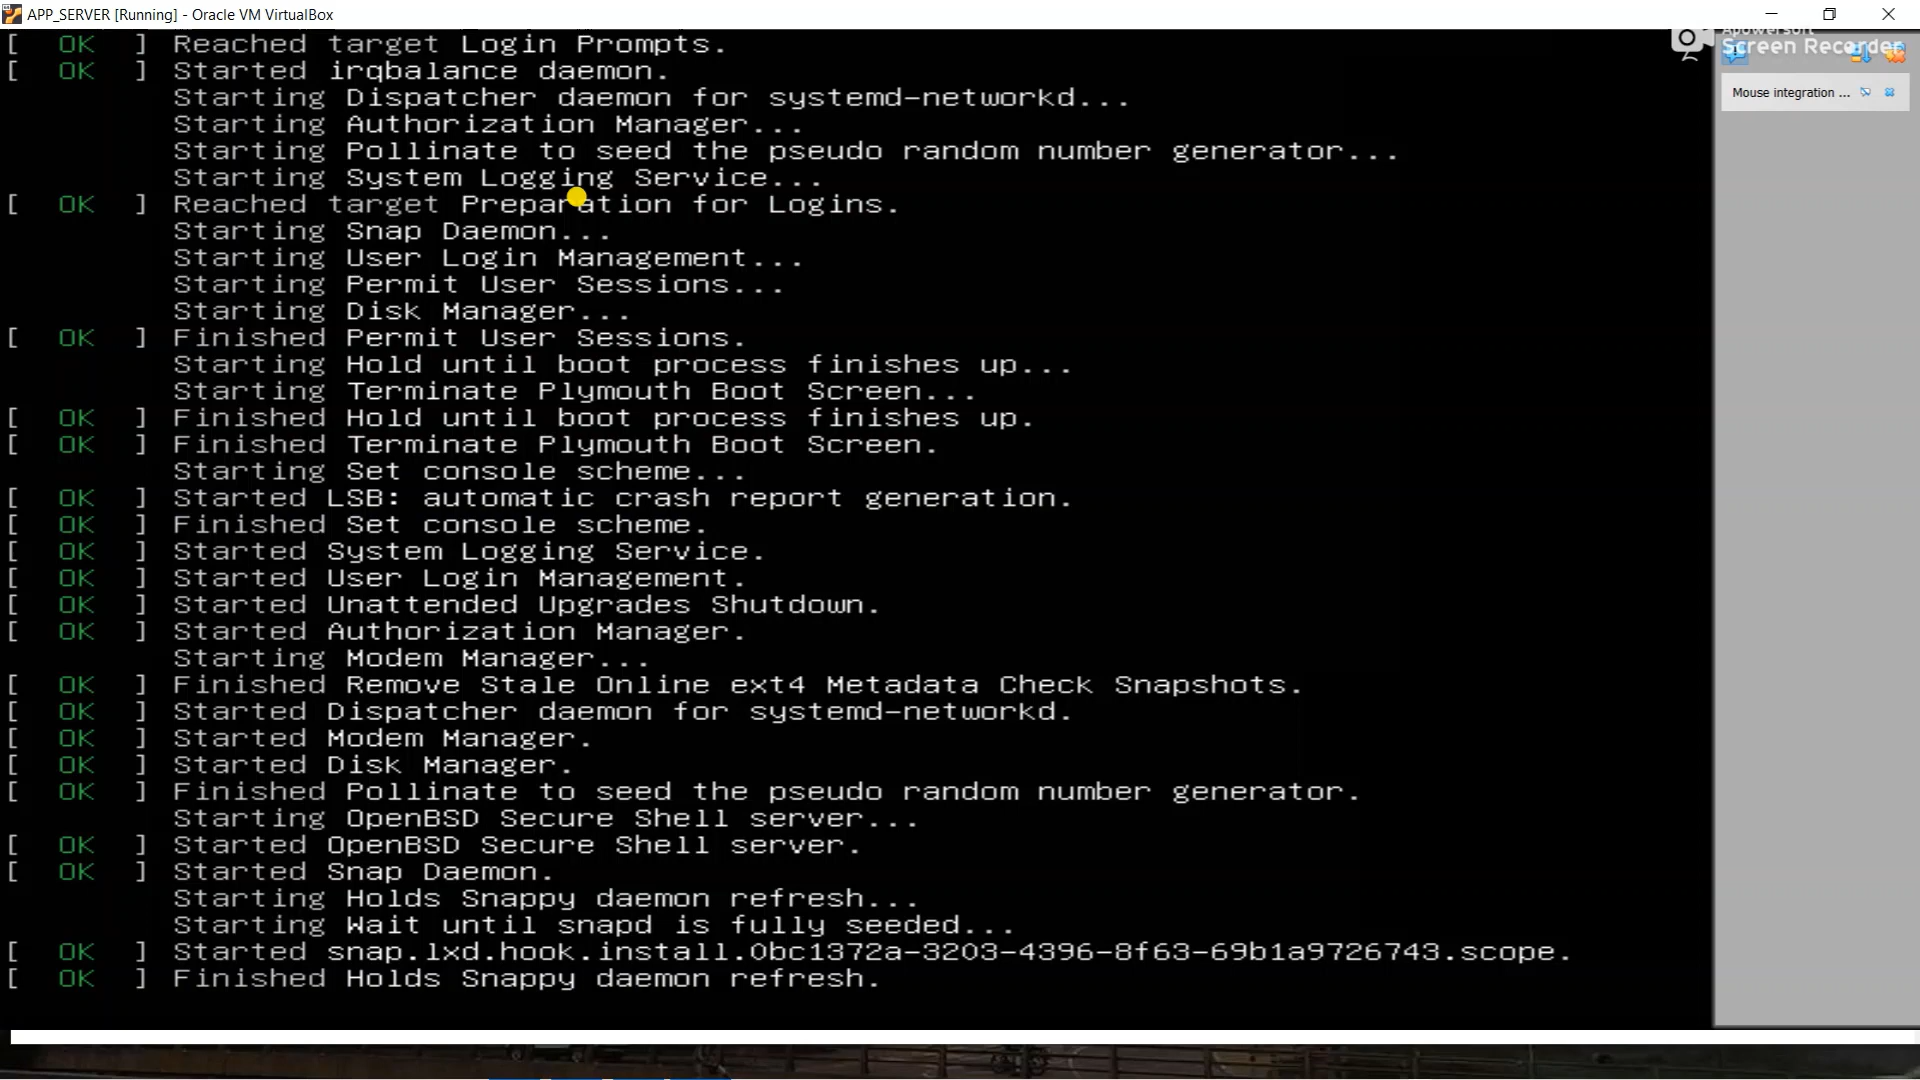 APP_SERVER [Running] - Oracle VM VirtualBox
[ OK ] Reached target Login Prompts.
[ OK ] Started irqbalance daemon.
Starting Dispatcher daemon for systemd-networkd...
Starting Authorization Manager...
Starting Pollinate to seed the pseudo random number generator...
Starting System Logging Service...
[ OK ] Reached target Preparation for Logins.
Starting Snap Daemon...
Starting User Login Management...
Starting Permit User Sessions...
Starting Disk Manager...
[ OK ] Finished Permit User Sessions.
Starting Hold until boot process finishes up...
Starting Terminate Plymouth Boot Screen...
[ OK ] Finished Hold until boot process finishes up.
[ OK ] Finished Terminate Plymouth Boot Screen.
Starting Set console scheme...
[ OK ] Started LSB: automatic crash report generation.
[ OK ] Finished Set console scheme.
[ OK ] Started System Logging Service.
[ OK ] Started User Login Management.
[ OK ] Started Unattended Upgrades Shutdown.
[ OK ] Started Authorization Manager.
Starting Modem Manager...
[ OK ] Finished Remove Stale Online ext4 Metadata Check Snapshots.
[ OK ] Started Dispatcher daemon for systemd-networkd.
[ OK ] Started Modem Manager.
[ OK ] Started Disk Manager.
[ OK ] Finished Pollinate to seed the pseudo random number generator.
Starting OpenBSD Secure Shell server...
[ OK ] Started OpenBSD Secure Shell server.
[ OK ] Started Snap Daemon.
Starting Holds Snappy daemon refresh...
Starting Wait until snapd is fully seeded...
[ OK ] Started snap.lxd.hook.install.0bc1372a-3203-4396-8f63-69b1a9726743.scope.
[ OK ] Finished Holds Snappy daemon refresh.
Apowersoft
Screen Recorder
Mouse integration ...